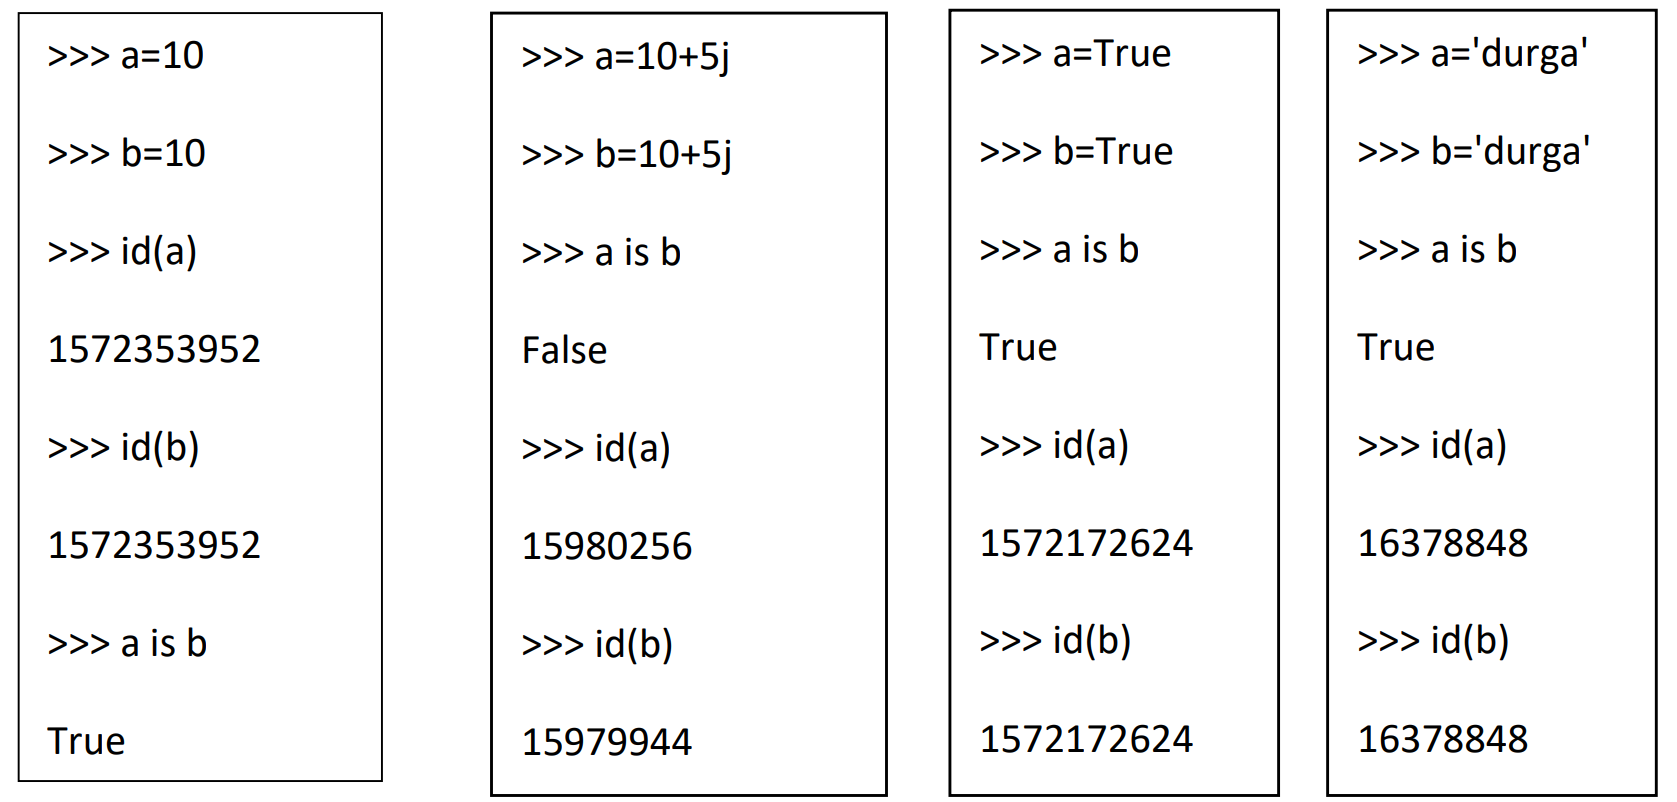 >>> a=10
>>> b=10
>>> id(a)
1572353952
>>> id(b)
1572353952
>>> a is b
True
>>> a=10+5j
>>> b=10+5j
>>> a is b
False
>>> id(a)
15980256
>>> id(b)
15979944
>>> a=True
>>> b=True
>>> a is b
True
>>> id(a)
1572172624
>>> id(b)
1572172624
>>> a='durga'
>>> b='durga'
>>> a is b
True
>>> id(a)
16378848
>>> id(b)
16378848